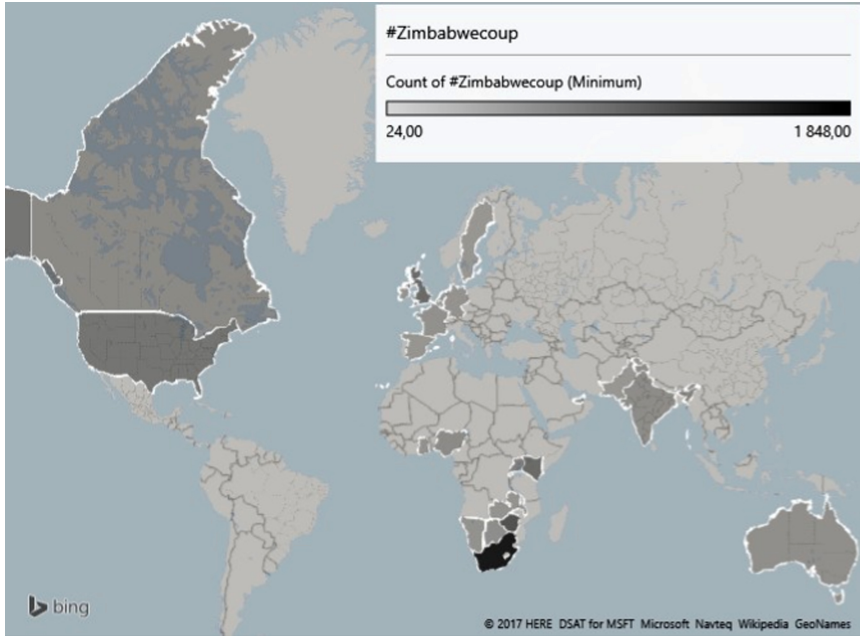 #Zimbabwecoup
Count of #Zimbabwecoup (Minimum)
24,00 1 848,00
bing
© 2017 HERE DSAT for MSFT Microsoft Navteq Wikipedia GeoNames